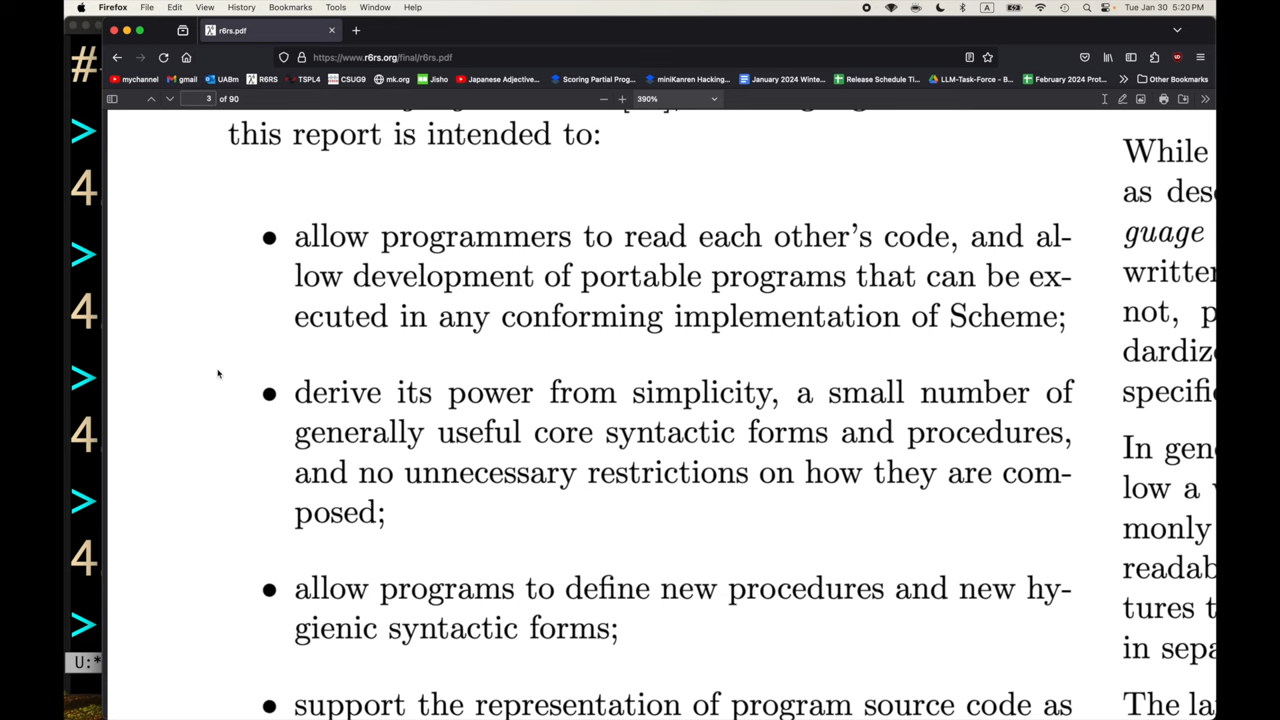 Firefox File Edit View History Bookmarks Tools Window Help A Tue Jan 30 5:20 PM
r6rs.pdf
https://www.r6rs.org/final/r6rs.pdf
mychannel gmail UABm R6RS TSPL4 CSUG9 mk.org Jisho Japanese Adjective... Scoring Partial Prog... miniKanren Hacking... January 2024 Winte... Release Schedule Ti... LLM-Task-Force – B... February 2024 Prot... Other Bookmarks
3 of 90 390%
this report is intended to:
• allow programmers to read each other's code, and al-
low development of portable programs that can be ex-
ecuted in any conforming implementation of Scheme;
• derive its power from simplicity, a small number of
generally useful core syntactic forms and procedures,
and no unnecessary restrictions on how they are com-
posed;
• allow programs to define new procedures and new hy-
gienic syntactic forms;
• support the representation of program source code as
While
as des
guage
written
not, p
dardiz
specifi
In gen
low a
monly
readab
tures t
in sepa
The la
#
>
4
>
4
>
4
>
4
>
U:*